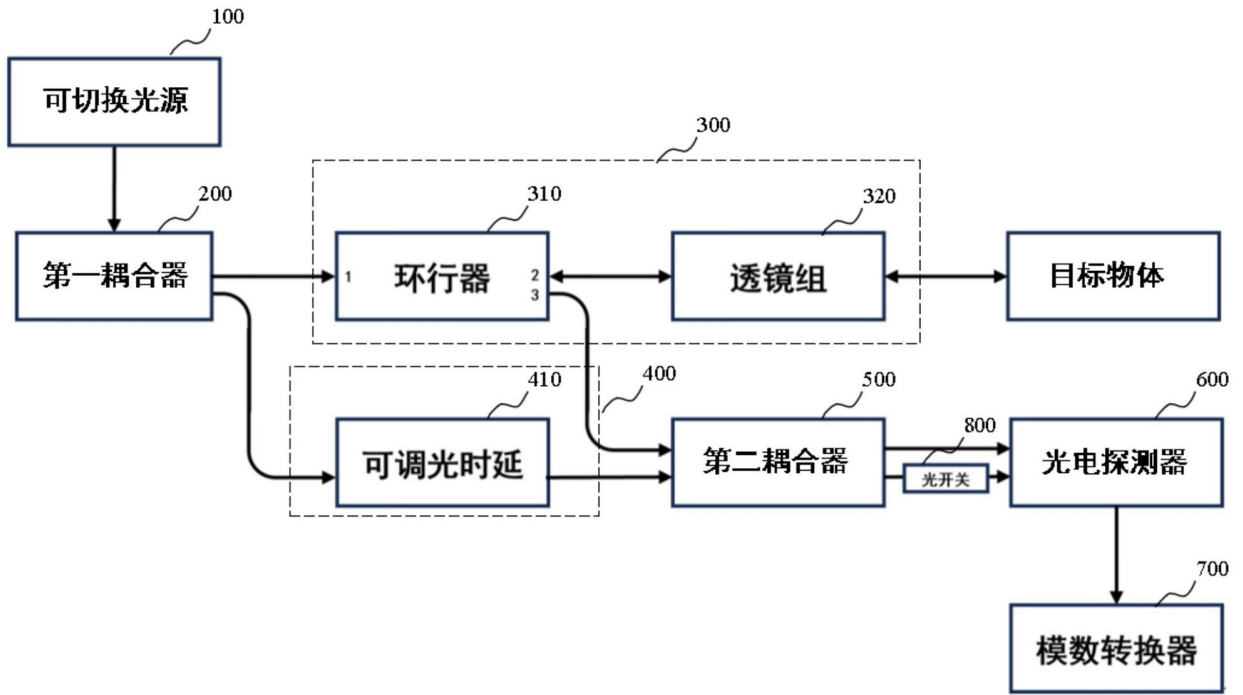 100
可切换光源
300
200
310
320
第一耦合器
1
环行器
2
3
透镜组
目标物体
410
400
500
600
800
可调光时延
第二耦合器
光开关
光电探测器
700
模数转换器